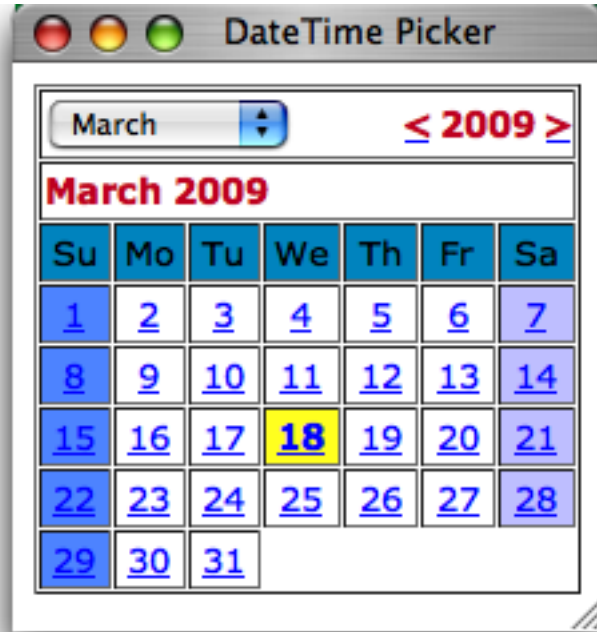 DateTime Picker
March < 2009 >
March 2009
Su Mo Tu We Th Fr Sa
1 2 3 4 5 6 7
8 9 10 11 12 13 14
15 16 17 18 19 20 21
22 23 24 25 26 27 28
29 30 31